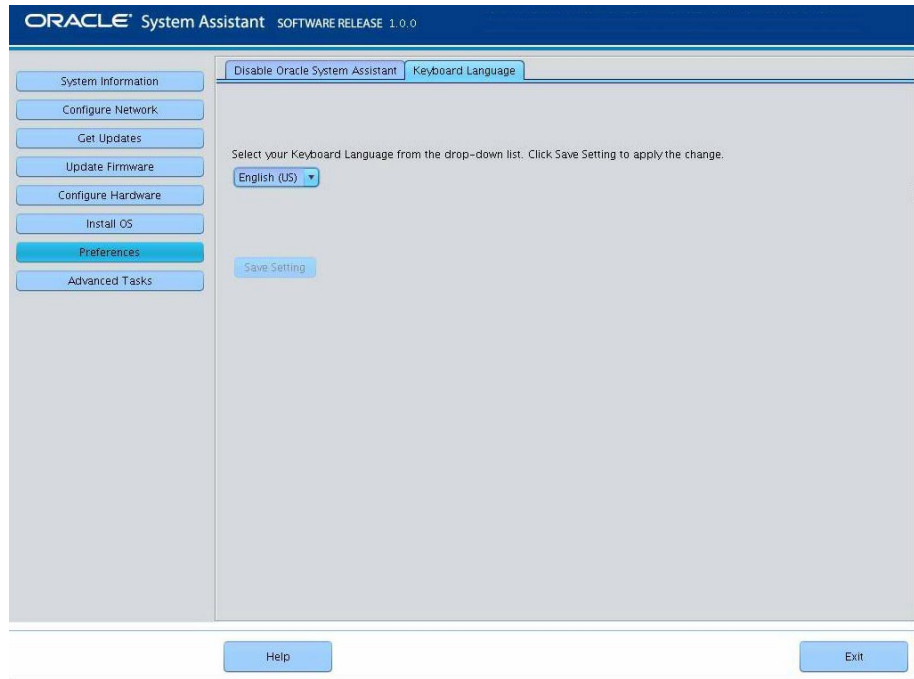 ORACLE System Assistant SOFTWARE RELEASE 1.0.0
Disable Oracle System Assistant Keyboard Language
System Information
Configure Network
Get Updates
Update Firmware
Configure Hardware
Install OS
Preferences
Advanced Tasks
Select your Keyboard Language from the drop-down list. Click Save Setting to apply the change.
English (US)
Save Setting
Help
Exit